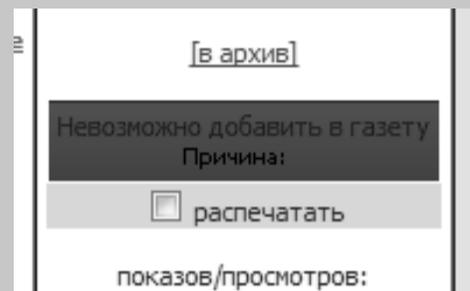 [в архив]
Невозможно добавить в газету
Причина:
распечатать
показов/просмотров: